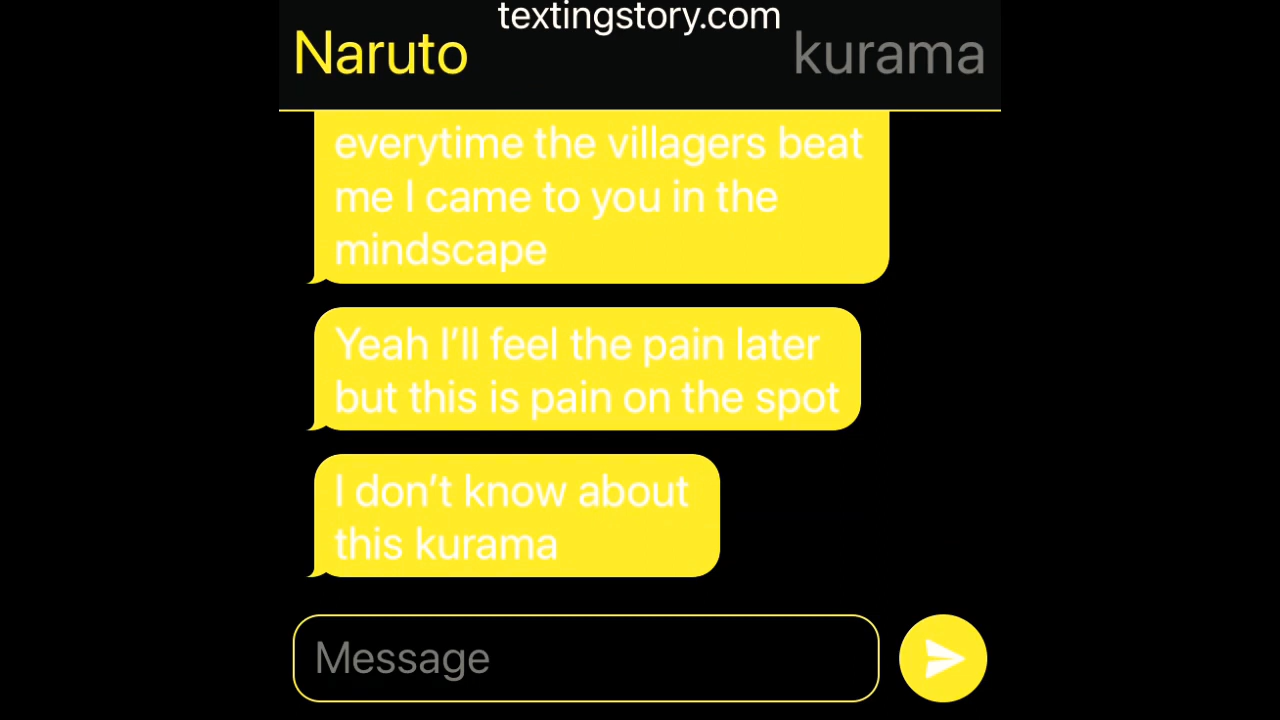 textingstory.com
Naruto
kurama
everytime the villagers beat
me I came to you in the
mindscape
Yeah I’ll feel the pain later
but this is pain on the spot
I don’t know about
this kurama
Message